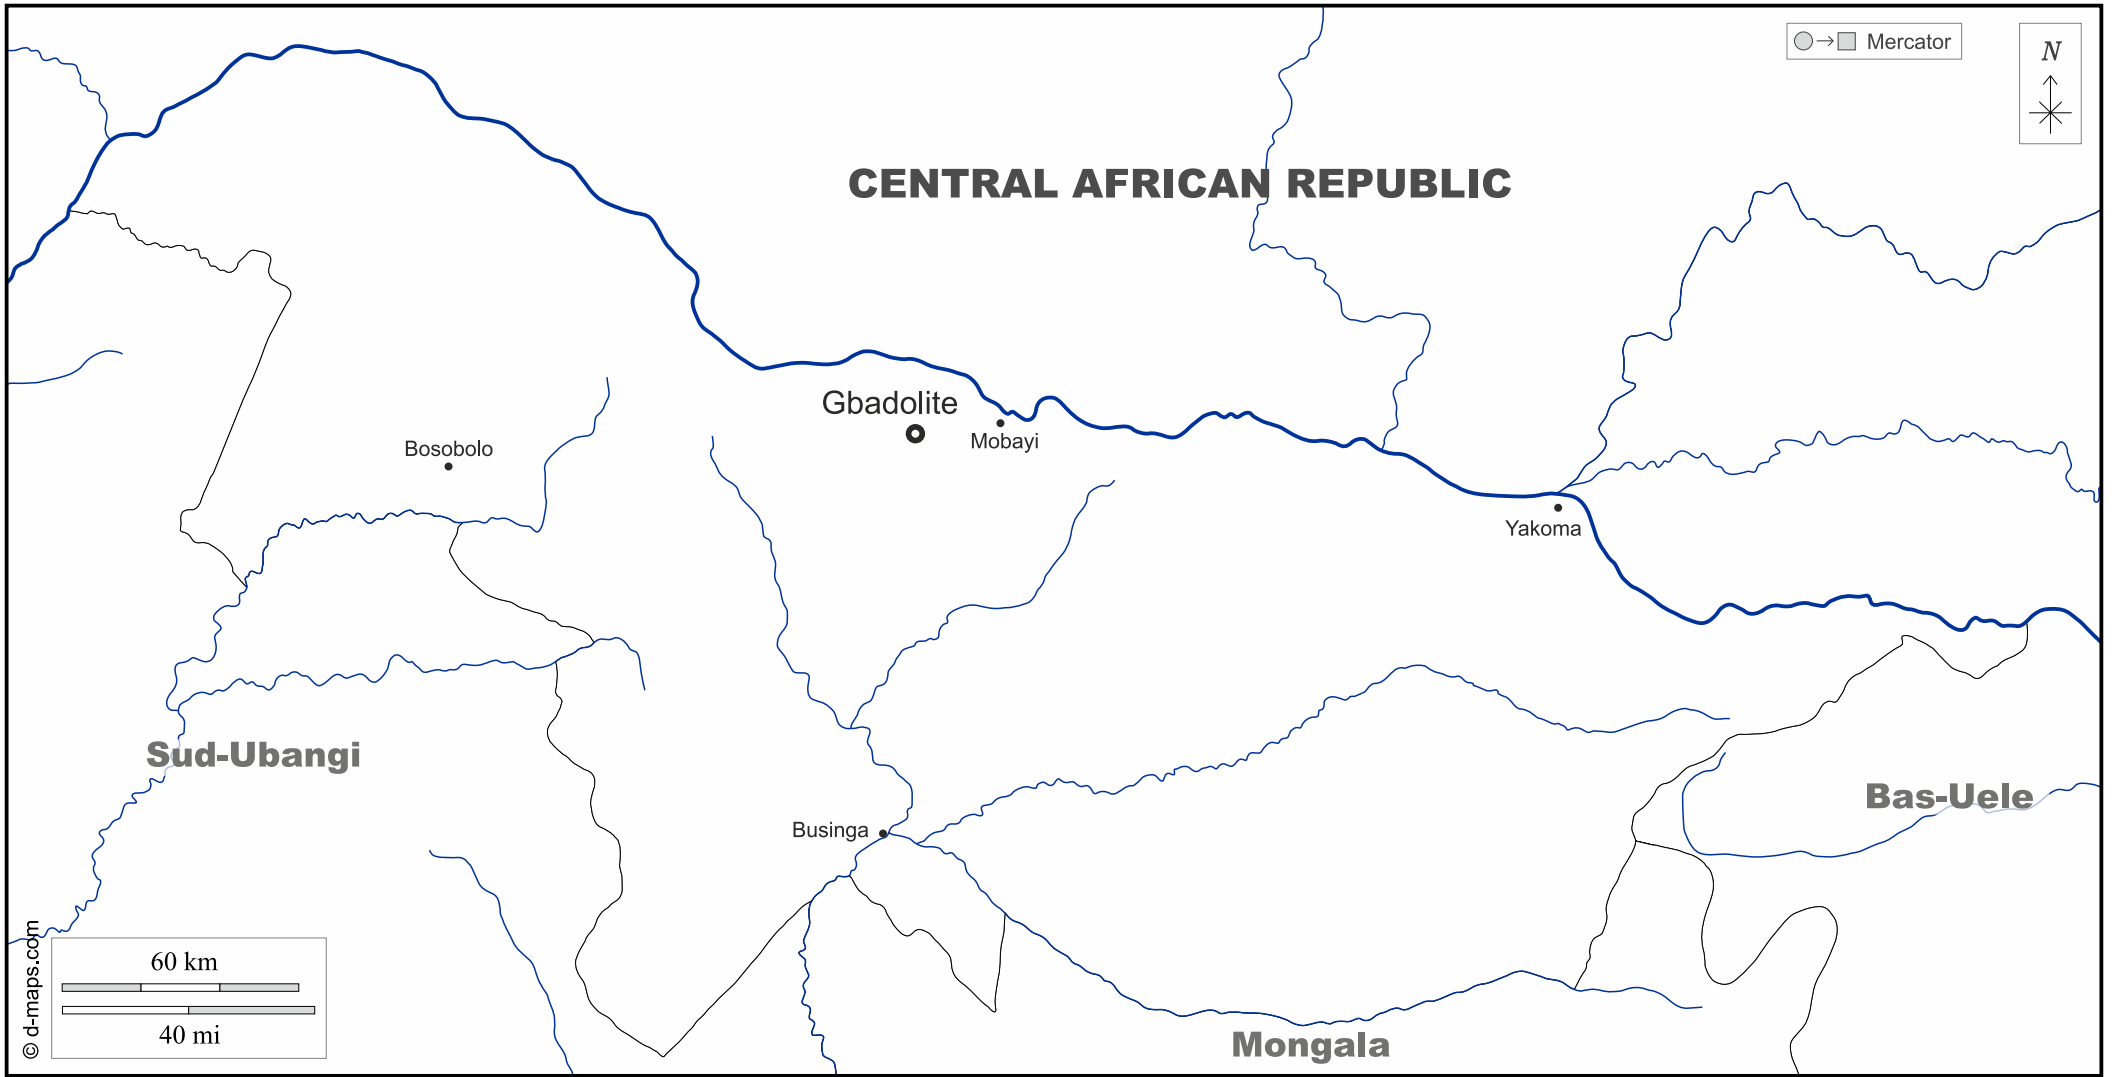 Mercator
N
CENTRAL AFRICAN REPUBLIC
Gbadolite
Mobayi
Bosobolo
Yakoma
Sud-Ubangi
Bas-Uele
Businga
Mongala
60 km
40 mi
© d-maps.com